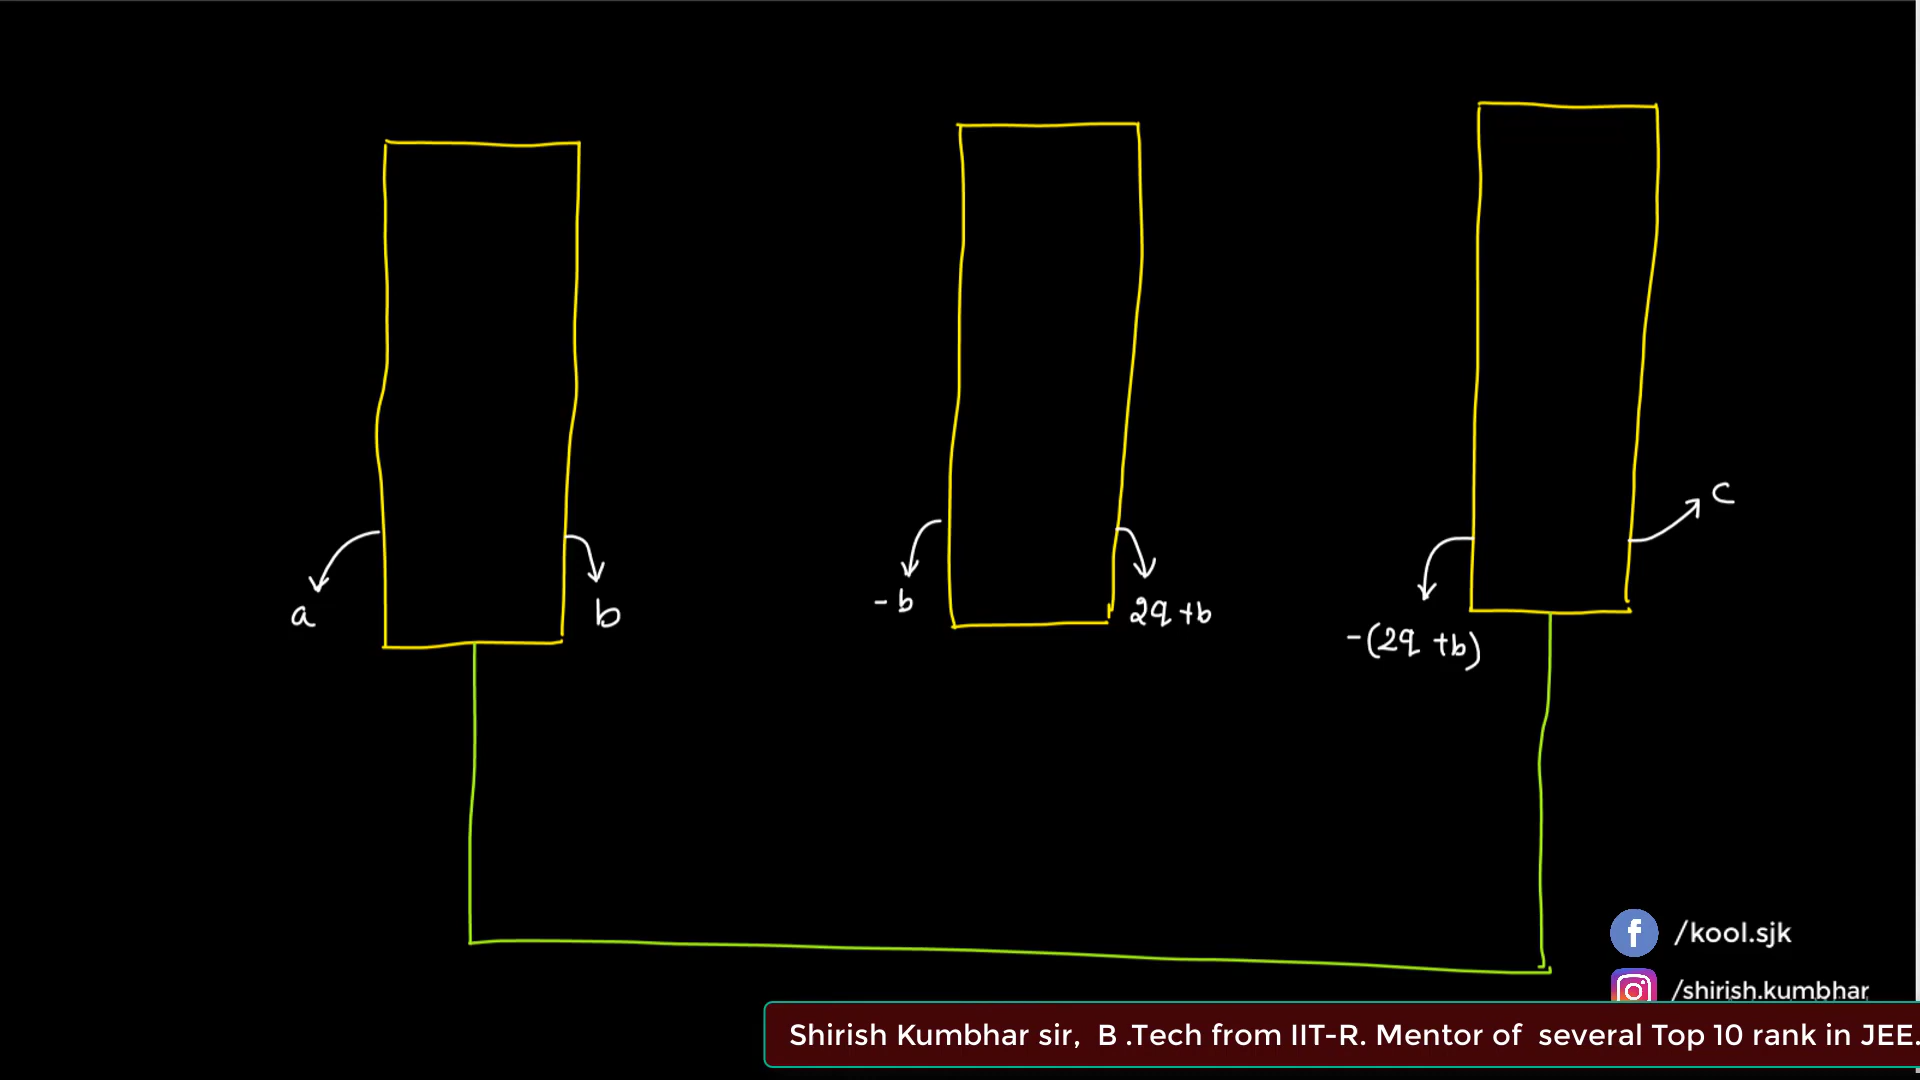 c
a
b
-b
2q+b
-(2q+b)
/kool.sjk
/shirish.kumbhar
Shirish Kumbhar sir, B .Tech from IIT-R. Mentor of several Top 10 rank in JEE.